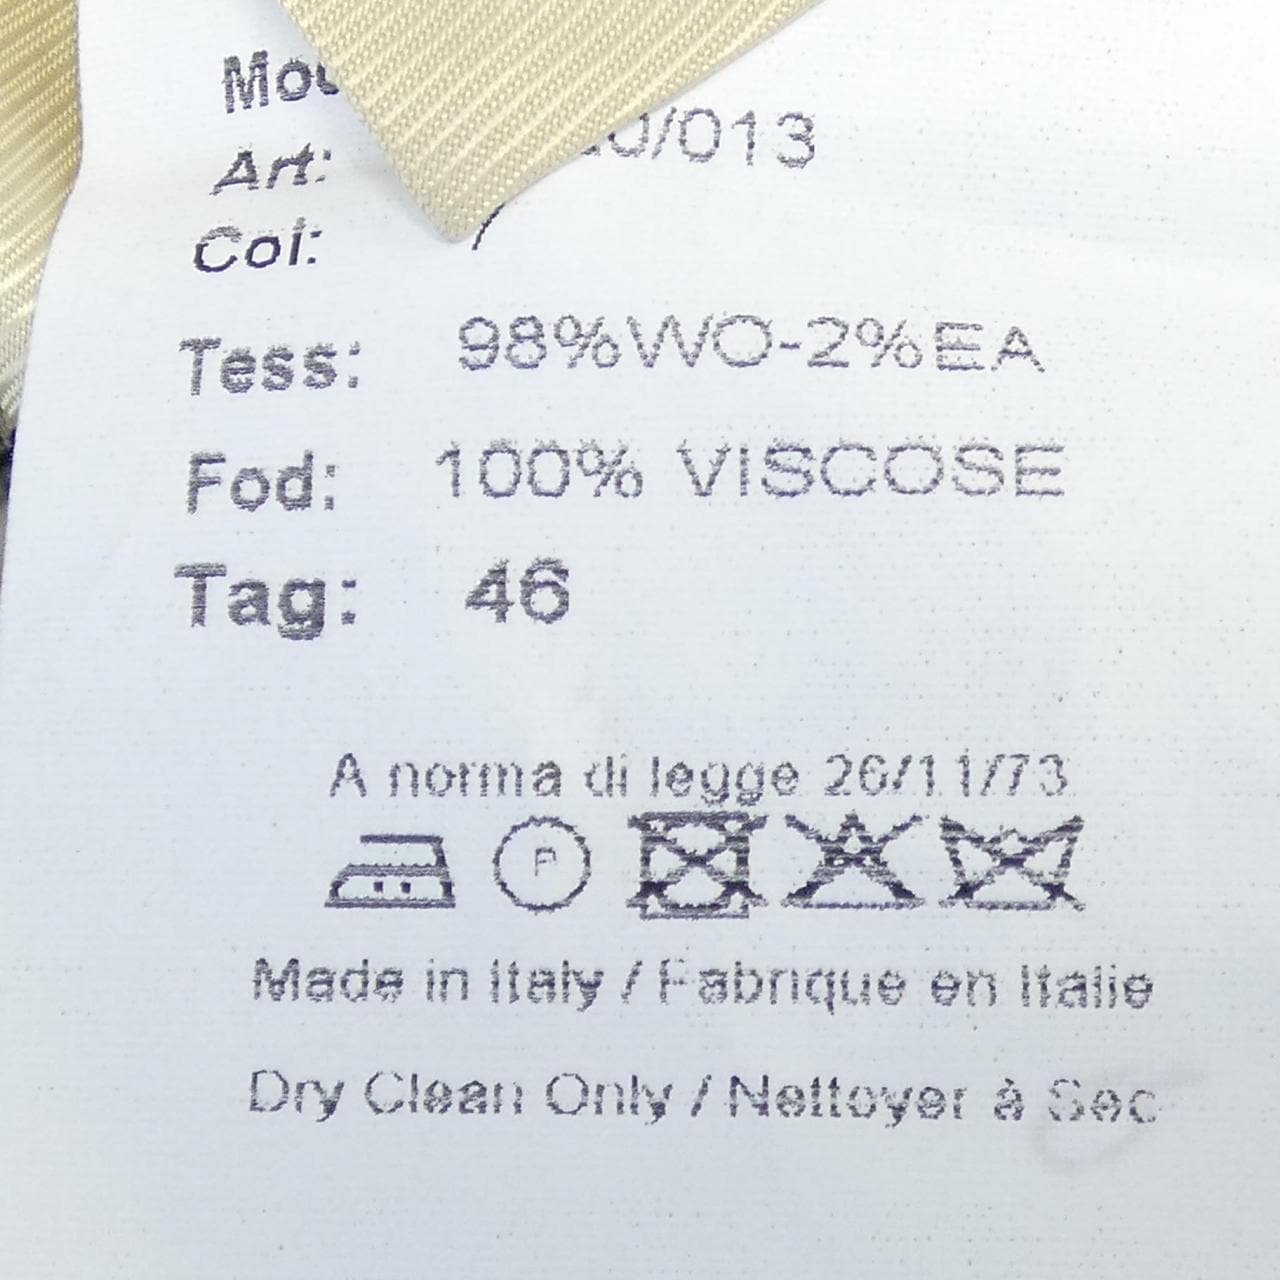 Art: 0/013
Col:
Tess: 98%WO-2%EA
Fod: 100% VISCOSE
Tag: 46
A norma di legge 26/11/73
P
Made in Italy / Fabrique en Italie
Dry Clean Only / Nettoyer à Sec